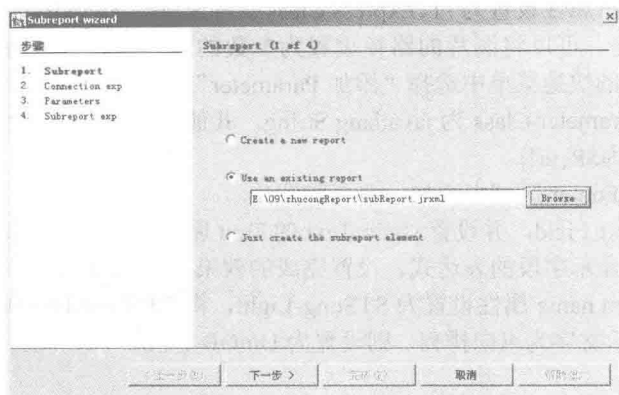 Subreport wizard
步骤
1. Subreport
2 Connection exp
3. Parameters
4. Subreport exp
Subreport (1 of 4)
Create a new report
Use an existing report
E:\09\zhucongReport\subReport.jrxml
Browse
Just create the subreport element
下一步 >
取消